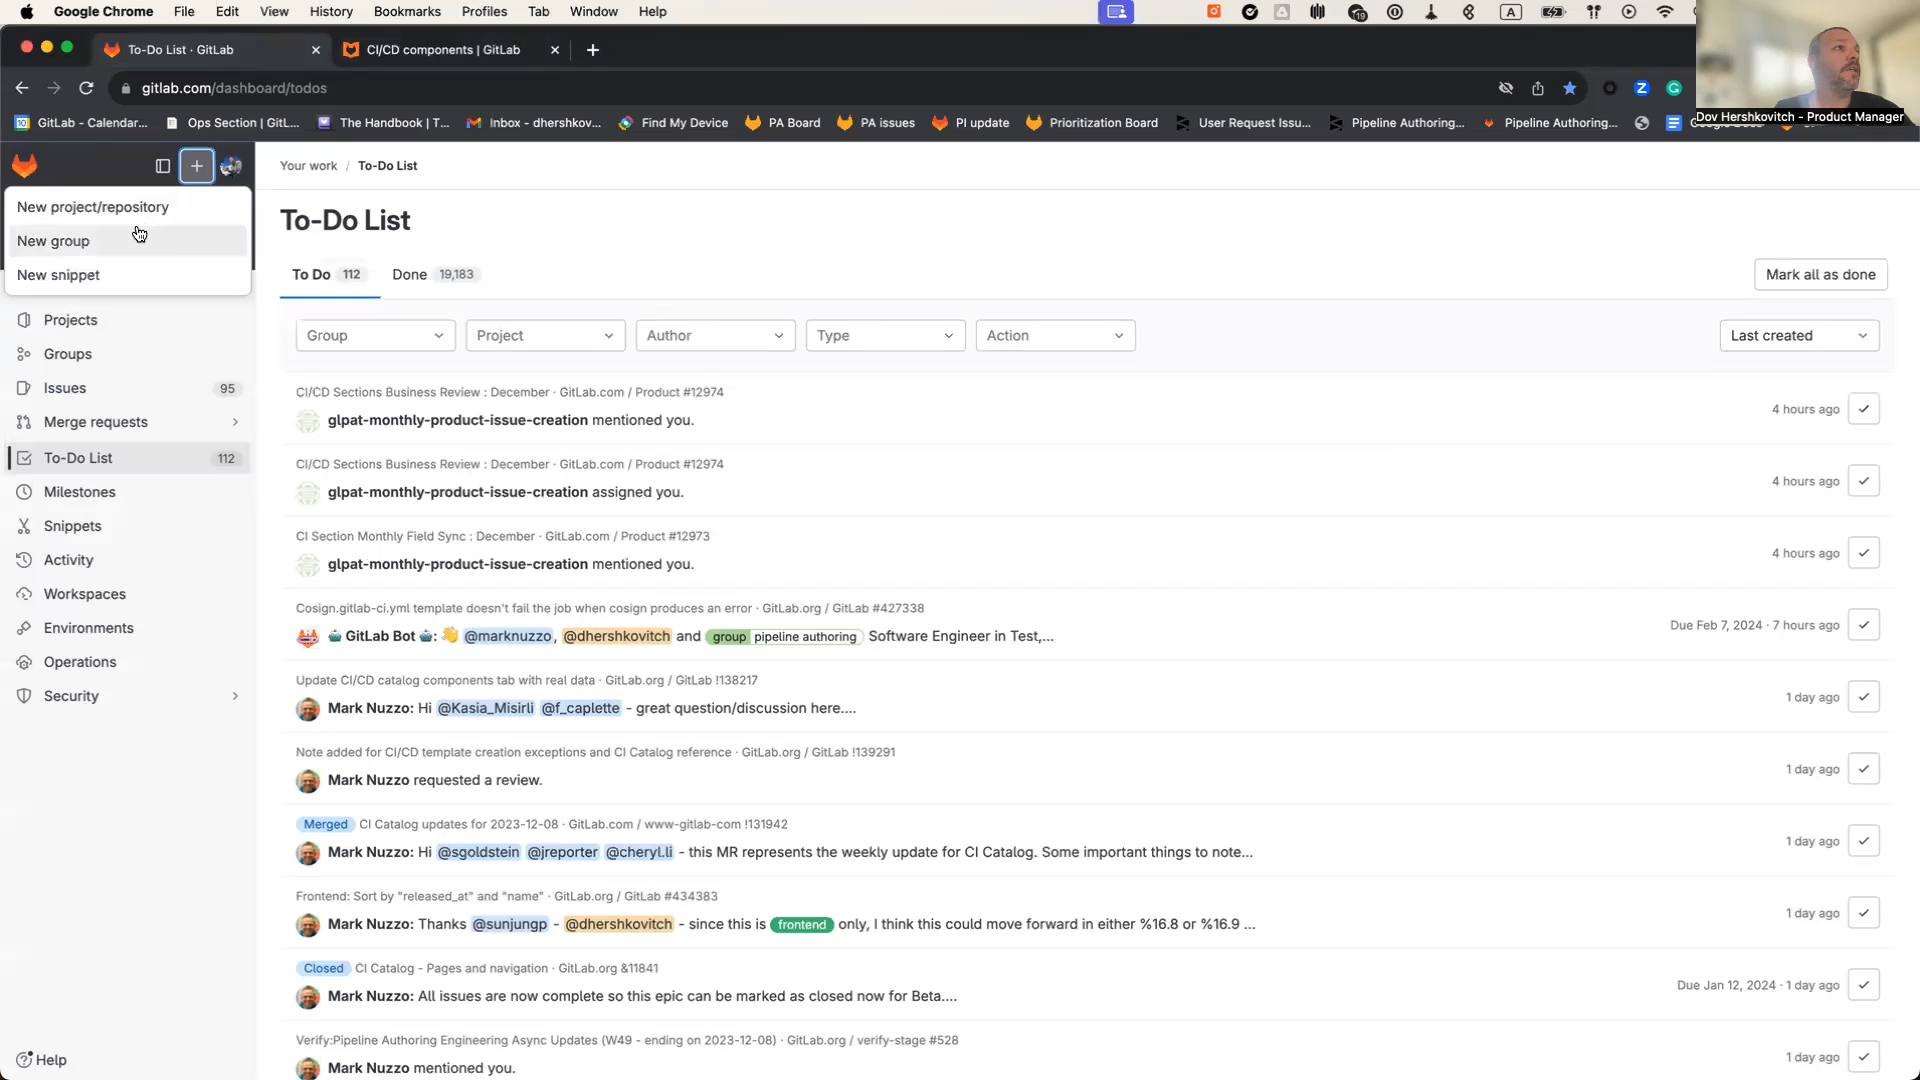 Google Chrome File Edit View History Bookmarks Profiles Tab Window Help
To-Do List · GitLab
CI/CD components | GitLab
gitlab.com/dashboard/todos
Dov Hershkovitch - Product Manager
GitLab - Calendar...
Ops Section | GitL...
The Handbook | T...
Inbox - dhershkov...
Find My Device
PA Board
PA issues
PI update
Prioritization Board
User Request Issu...
Pipeline Authoring...
Pipeline Authoring...
New project/repository
New group
New snippet
Projects
Groups
Issues 95
Merge requests
To-Do List 112
Milestones
Snippets
Activity
Workspaces
Environments
Operations
Security
Help
Your work / To-Do List
To-Do List
To Do 112 Done 19,183
Mark all as done
Group Project Author Type Action Last created
CI/CD Sections Business Review : December · GitLab.com / Product #12974
glpat-monthly-product-issue-creation mentioned you.
4 hours ago
CI/CD Sections Business Review : December · GitLab.com / Product #12974
glpat-monthly-product-issue-creation assigned you.
4 hours ago
CI Section Monthly Field Sync : December · GitLab.com / Product #12973
glpat-monthly-product-issue-creation mentioned you.
4 hours ago
Cosign.gitlab-ci.yml template doesn't fail the job when cosign produces an error · GitLab.org / GitLab #427338
GitLab Bot : @marknuzzo, @dhershkovitch and group pipeline authoring Software Engineer in Test,...
Due Feb 7, 2024 · 7 hours ago
Update CI/CD catalog components tab with real data · GitLab.org / GitLab !138217
Mark Nuzzo: Hi @Kasia_Misirli @f_caplette - great question/discussion here....
1 day ago
Note added for CI/CD template creation exceptions and CI Catalog reference · GitLab.org / GitLab !139291
Mark Nuzzo requested a review.
1 day ago
Merged CI Catalog updates for 2023-12-08 · GitLab.com / www-gitlab-com !131942
Mark Nuzzo: Hi @sgoldstein @jreporter @cheryl.li - this MR represents the weekly update for CI Catalog. Some important things to note...
1 day ago
Frontend: Sort by "released_at" and "name" · GitLab.org / GitLab #434383
Mark Nuzzo: Thanks @sunjungp - @dhershkovitch - since this is frontend only, I think this could move forward in either %16.8 or %16.9 ...
1 day ago
Closed CI Catalog - Pages and navigation · GitLab.org &11841
Mark Nuzzo: All issues are now complete so this epic can be marked as closed now for Beta....
Due Jan 12, 2024 · 1 day ago
Verify:Pipeline Authoring Engineering Async Updates (W49 - ending on 2023-12-08) · GitLab.org / verify-stage #528
Mark Nuzzo mentioned you.
1 day ago